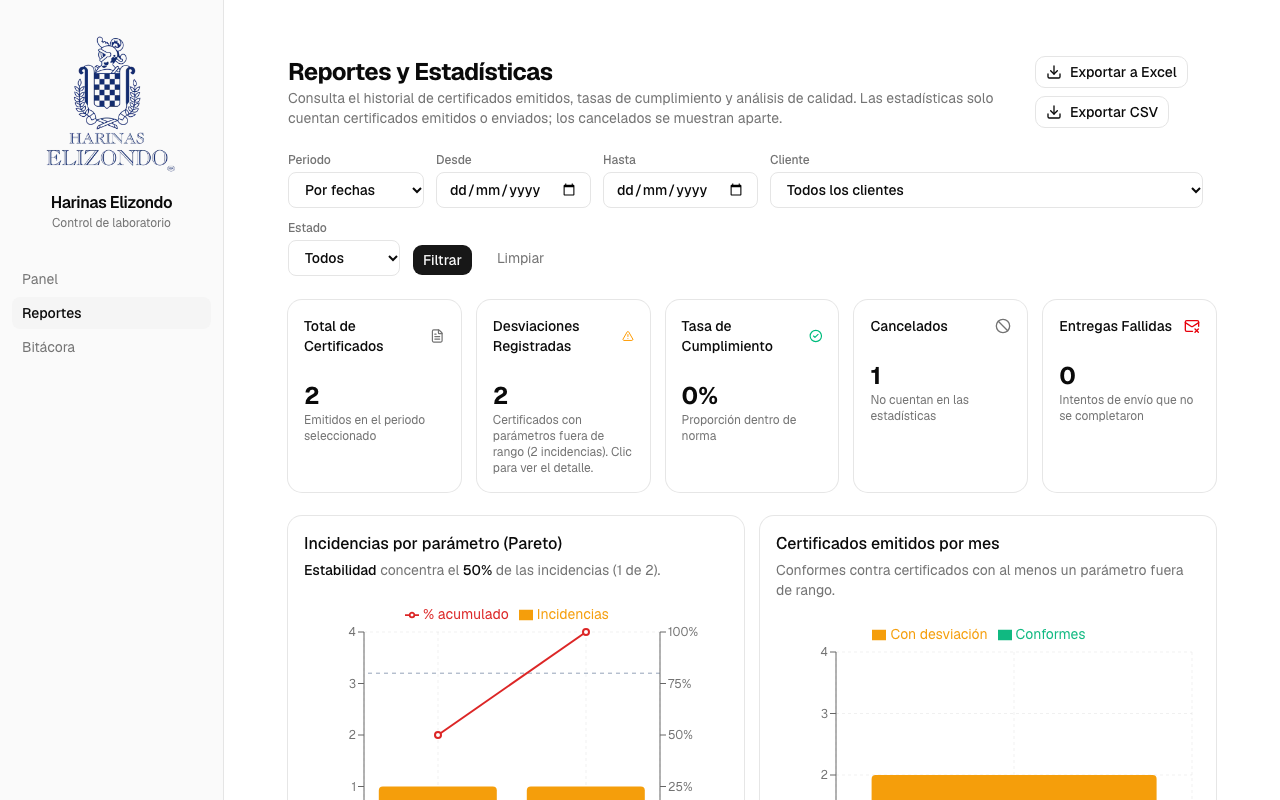 HARINAS
ELIZONDO
Harinas Elizondo
Control de laboratorio
Panel
Reportes
Bitácora
Reportes y Estadísticas
Consulta el historial de certificados emitidos, tasas de cumplimiento y análisis de calidad. Las estadísticas solo
cuentan certificados emitidos o enviados; los cancelados se muestran aparte.
Exportar a Excel
Exportar CSV
Periodo
Desde
Hasta
Cliente
Por fechas
dd/mm/yyyy
dd/mm/yyyy
Todos los clientes
Estado
Todos
Filtrar
Limpiar
Total de
Certificados
2
Emitidos en el periodo
seleccionado
Desviaciones
Registradas
2
Certificados con
parámetros fuera de
rango (2 incidencias). Clic
para ver el detalle.
Tasa de
Cumplimiento
0%
Proporción dentro de
norma
Cancelados
1
No cuentan en las
estadísticas
Entregas Fallidas
0
Intentos de envío que no
se completaron
Incidencias por parámetro (Pareto)
Estabilidad concentra el 50% de las incidencias (1 de 2).
% acumulado
Incidencias
4
3
2
1
100%
75%
50%
25%
Certificados emitidos por mes
Conformes contra certificados con al menos un parámetro fuera
de rango.
Con desviación
Conformes
4
3
2